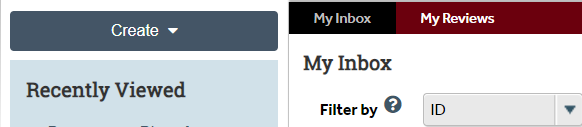 Create
Recently Viewed
My Inbox
My Reviews
My Inbox
Filter by ? ID